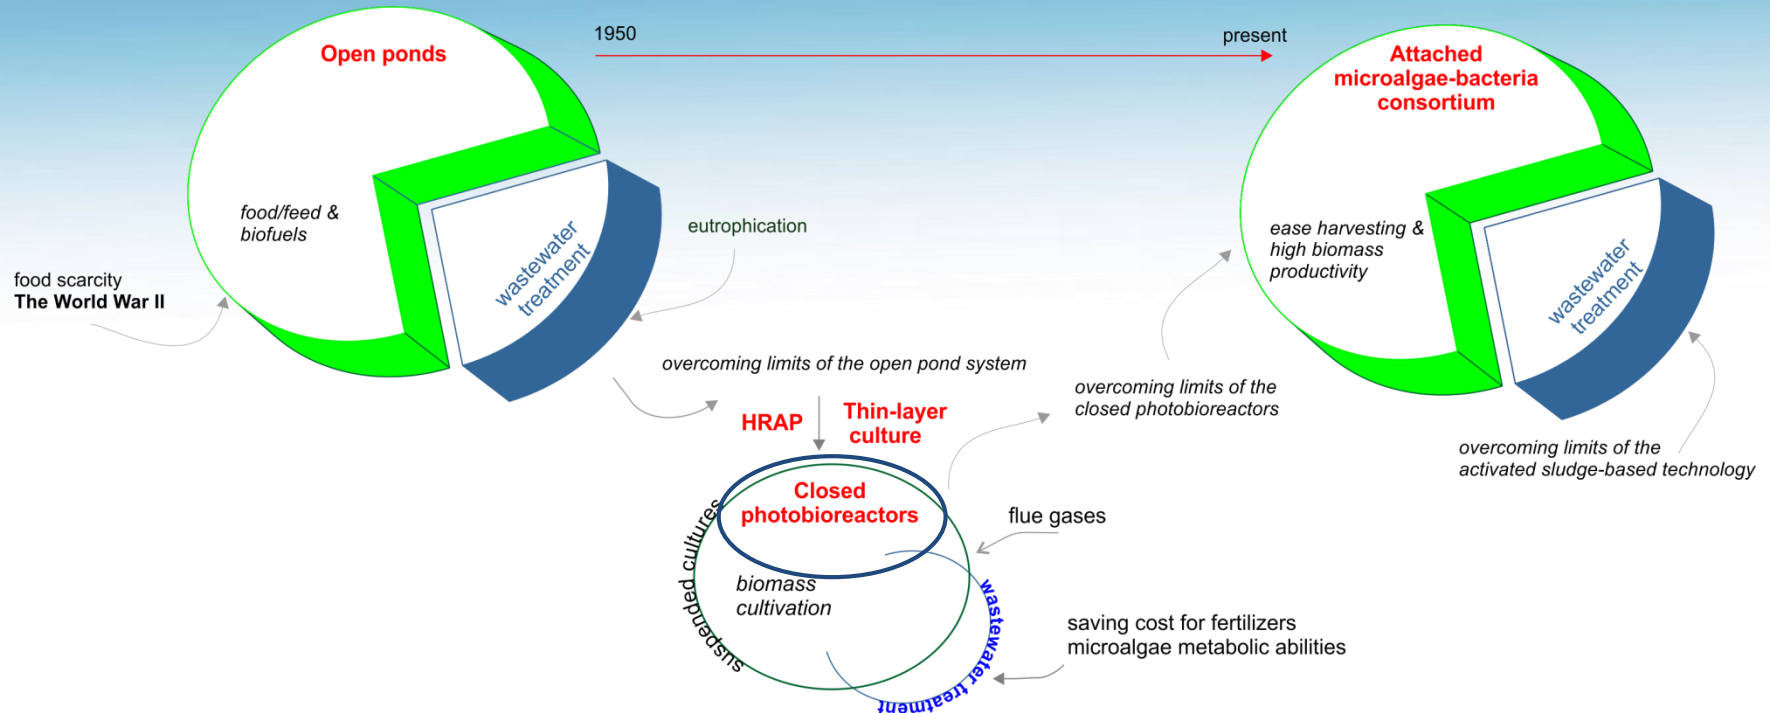 Open ponds
1950
present
Attached
microalgae-bacteria
consortium
food/feed &
biofuels
wastewater
treatment
eutrophication
food scarcity
The World War II
ease harvesting &
high biomass
productivity
wastewater
treatment
overcoming limits of the open pond system
overcoming limits of the
closed photobioreactors
HRAP
Thin-layer
culture
overcoming limits of the
activated sludge-based technology
Closed
photobioreactors
suspended cultures
flue gases
biomass
cultivation
wastewater treatment
saving cost for fertilizers
microalgae metabolic abilities